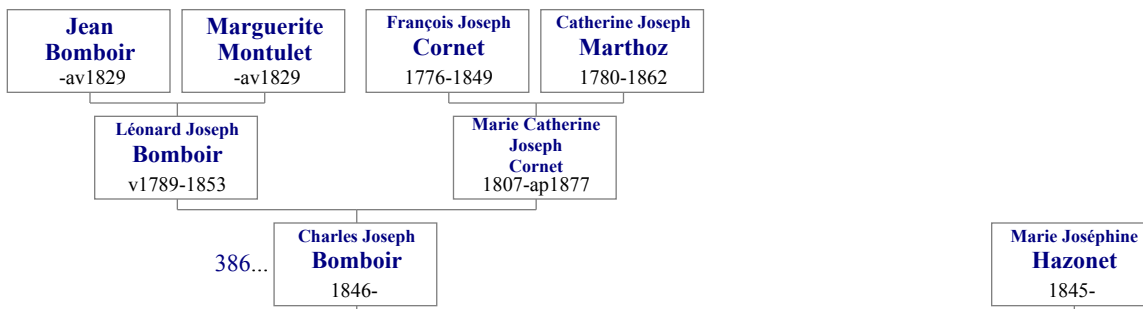 Jean
Bomboir
-av1829
Marguerite
Montulet
-av1829
François Joseph
Cornet
1776-1849
Catherine Joseph
Marthoz
1780-1862
Léonard Joseph
Bomboir
v1789-1853
Marie Catherine
Joseph
Cornet
1807-ap1877
386...
Charles Joseph
Bomboir
1846-
Marie Joséphine
Hazonet
1845-